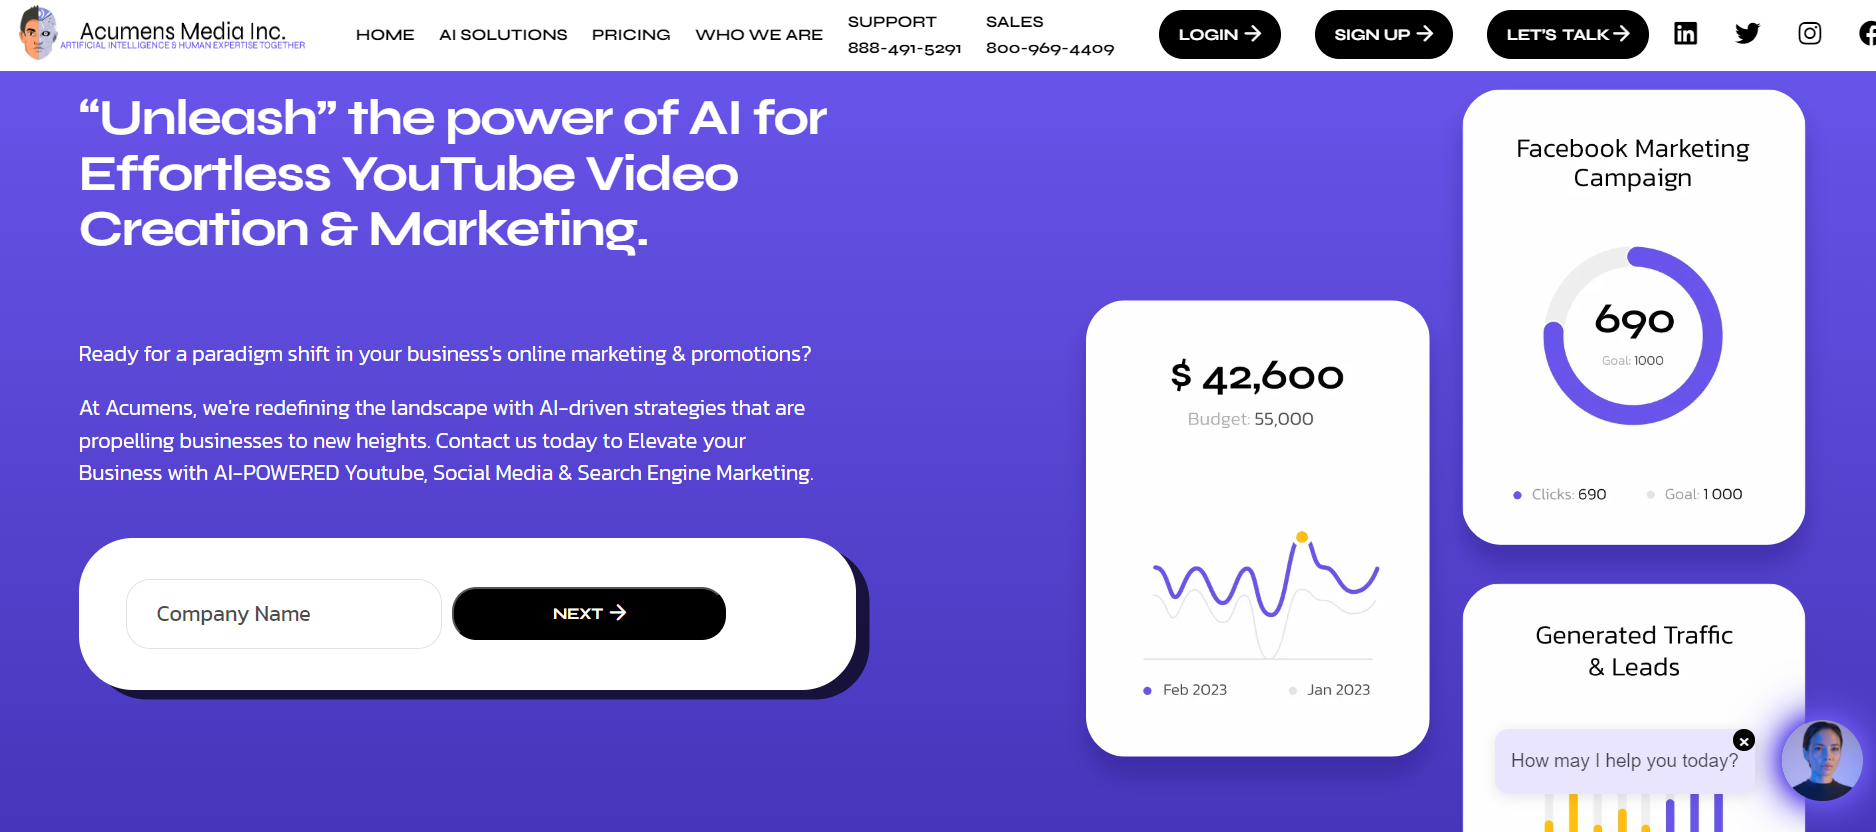 Acumens Media Inc.
ARTIFICIAL INTELLIGENCE & HUMAN EXPERTISE TOGETHER
HOME
AI SOLUTIONS
PRICING
WHO WE ARE
SUPPORT
888-491-5291
SALES
800-969-4409
LOGIN
SIGN UP
LET'S TALK
“Unleash” the power of AI for
Effortless YouTube Video
Creation & Marketing.
Ready for a paradigm shift in your business's online marketing & promotions?
At Acumens, we're redefining the landscape with AI-driven strategies that are
propelling businesses to new heights. Contact us today to Elevate your
Business with AI-POWERED Youtube, Social Media & Search Engine Marketing.
Company Name
NEXT
$ 42,600
Budget: 55,000
Feb 2023
Jan 2023
Facebook Marketing
Campaign
690
Goal: 1000
Clicks: 690
Goal: 1 000
Generated Traffic
& Leads
How may I help you today?